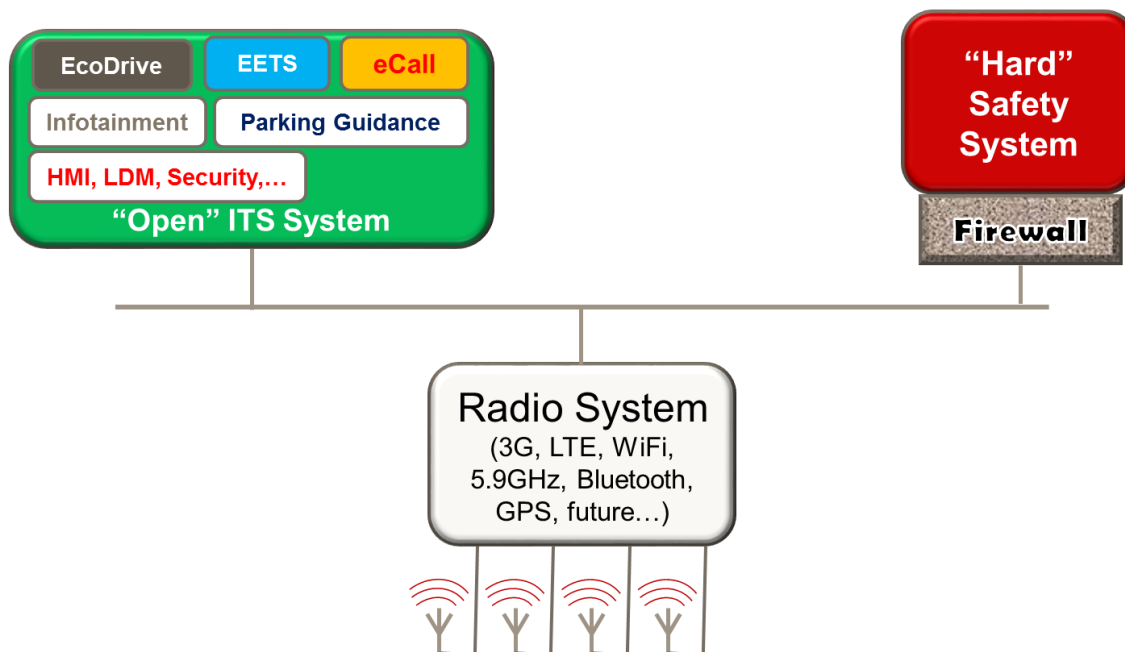 EcoDrive
EETS
eCall
Infotainment
Parking Guidance
HMI, LDM, Security,…
“Open” ITS System
“Hard”
Safety
System
Firewall
Radio System
(3G, LTE, WiFi,
5.9GHz, Bluetooth,
GPS, future…)